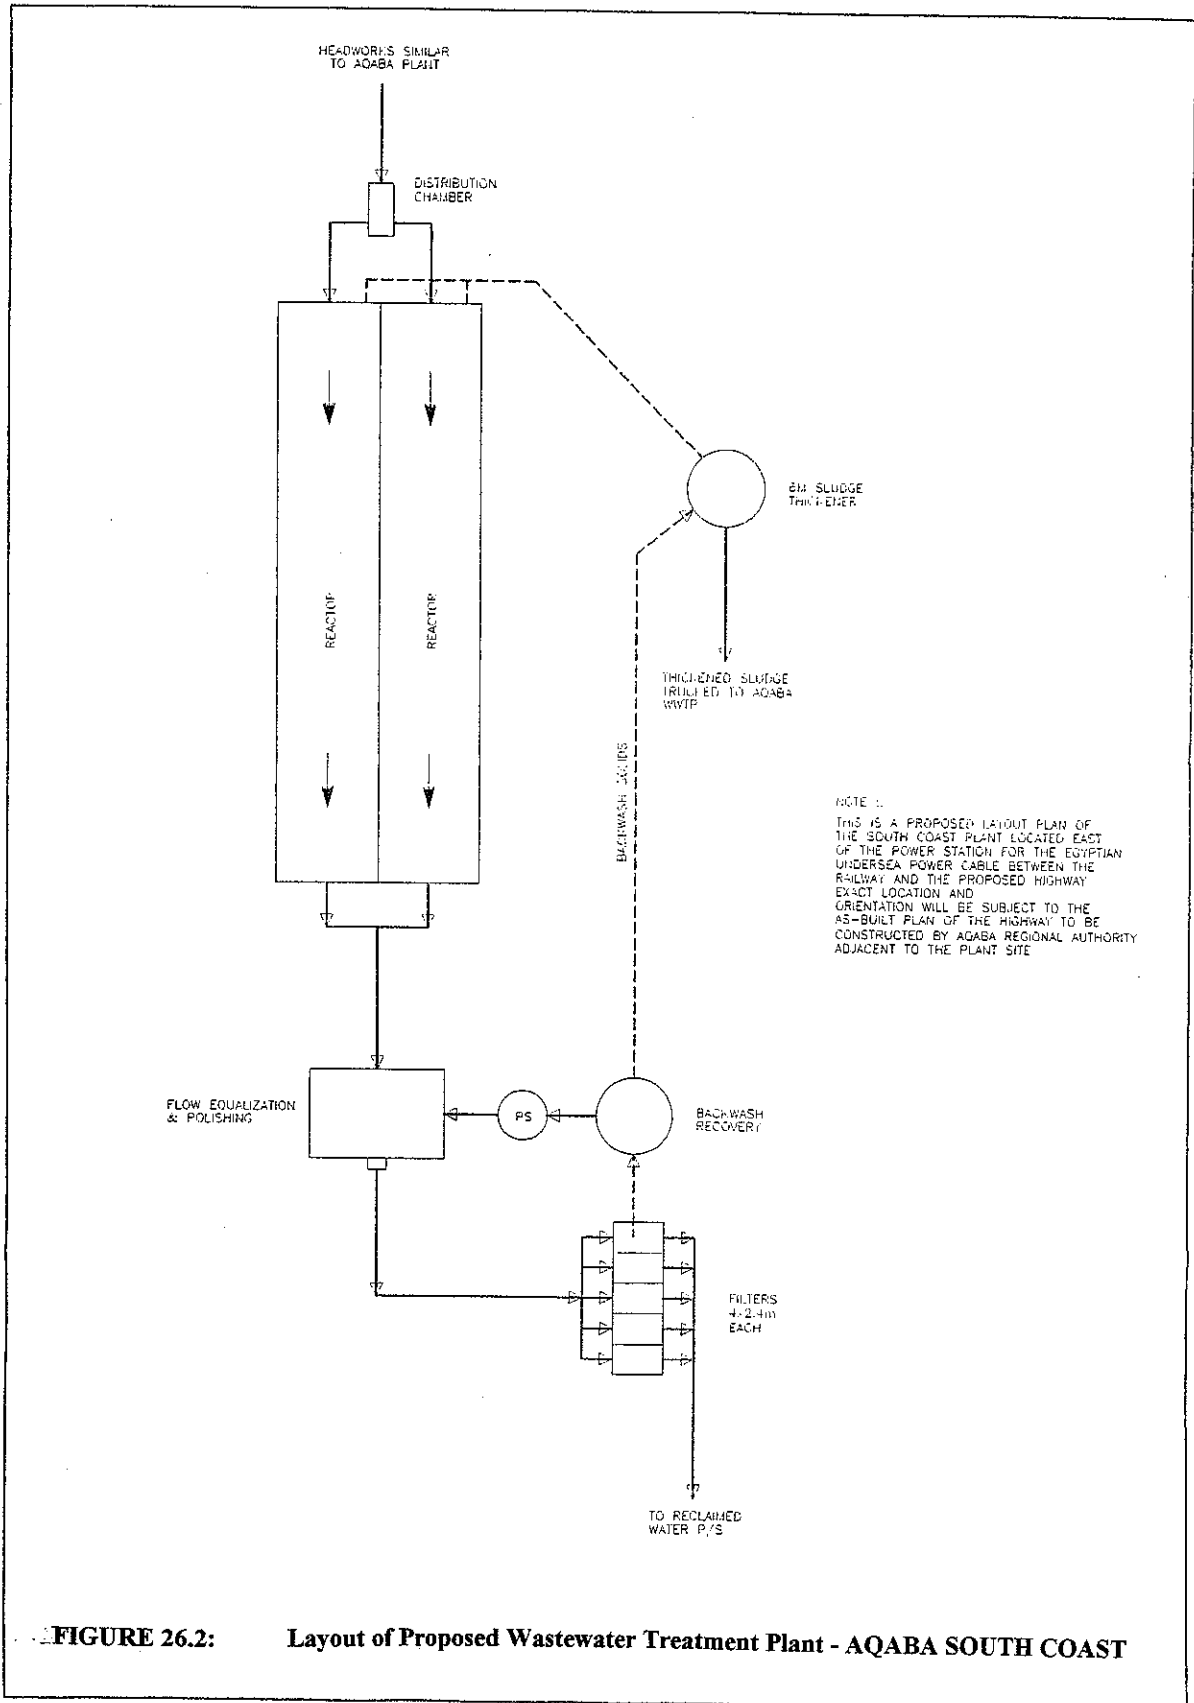 HEADWORKS SIMILAR
TO AQABA PLANT
DISTRIBUTION
CHAMBER
REACTOR
REACTOR
SLUDGE
THICKENER
THICKENED SLUDGE
TRUCKED TO AQABA
WWTP
BACKWASH SOLIDS
NOTE :
THIS IS A PROPOSED LAYOUT PLAN OF
THE SOUTH COAST PLANT LOCATED EAST
OF THE POWER STATION FOR THE EGYPTIAN
UNDERSEA POWER CABLE BETWEEN THE
RAILWAY AND THE PROPOSED HIGHWAY
EXACT LOCATION AND
ORIENTATION WILL BE SUBJECT TO THE
AS-BUILT PLAN OF THE HIGHWAY TO BE
CONSTRUCTED BY AQABA REGIONAL AUTHORITY
ADJACENT TO THE PLANT SITE
FLOW EQUALIZATION
& POLISHING
PS
BACKWASH
RECOVERY
FILTERS
EACH
TO RECLAIMED
WATER P/S
FIGURE 26.2: Layout of Proposed Wastewater Treatment Plant - AQABA SOUTH COAST